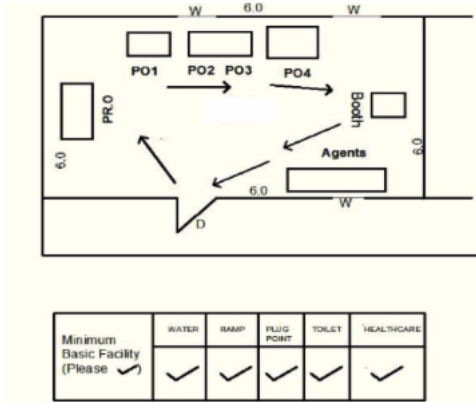 W 6.0 W
PO1 PO2 PO3 PO4
PR.O
Booth
6.0
6.0
Agents
6.0
W
D
WATER RAMP PLUG POINT TOILET HEALTHCARE
Minimum
Basic Facility
(Please ✓)
✓ ✓ ✓ ✓ ✓